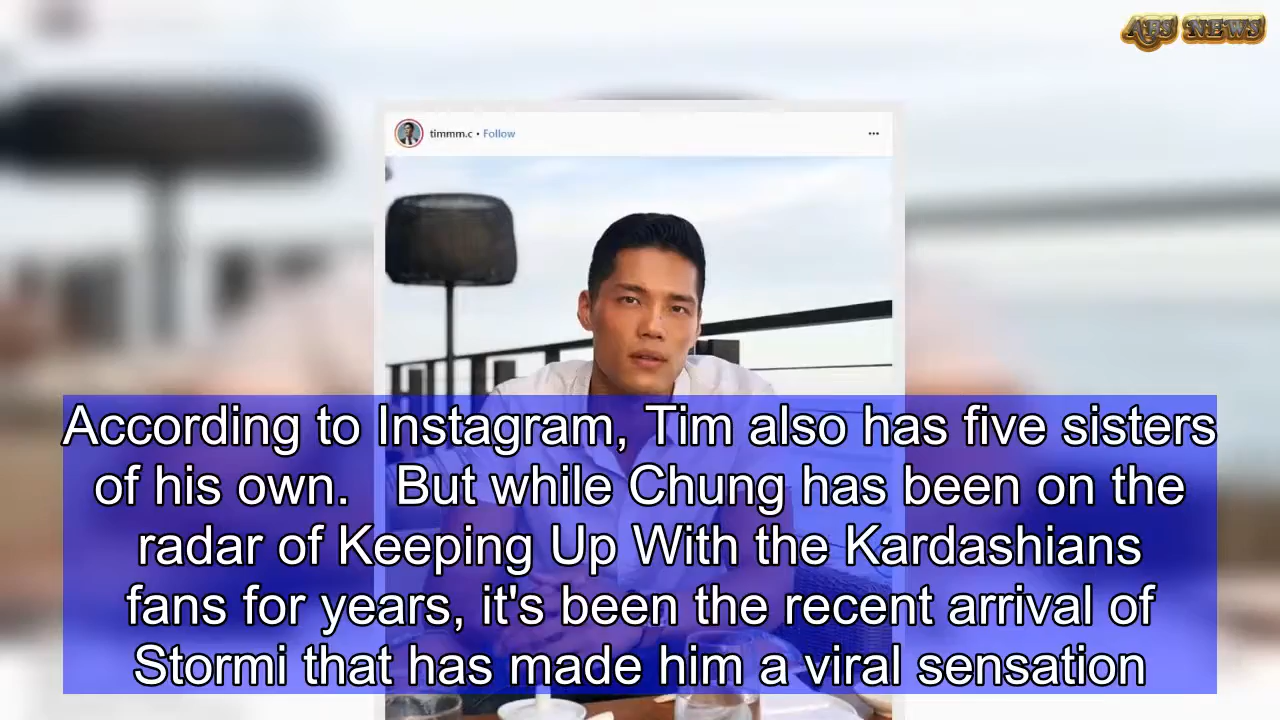 ABS NEWS
timmm.c • Follow
According to Instagram, Tim also has five sisters
of his own. But while Chung has been on the
radar of Keeping Up With the Kardashians
fans for years, it's been the recent arrival of
Stormi that has made him a viral sensation